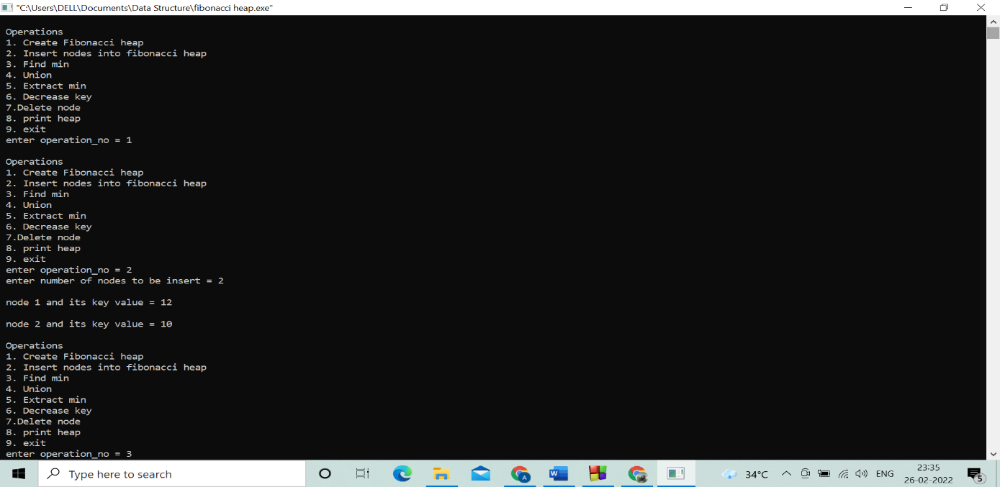 "C:\Users\DELL\Documents\Data Structure\fibonacci heap.exe"
Operations
1. Create Fibonacci heap
2. Insert nodes into fibonacci heap
3. Find min
4. Union
5. Extract min
6. Decrease key
7.Delete node
8. print heap
9. exit
enter operation_no = 1
Operations
1. Create Fibonacci heap
2. Insert nodes into fibonacci heap
3. Find min
4. Union
5. Extract min
6. Decrease key
7.Delete node
8. print heap
9. exit
enter operation_no = 2
enter number of nodes to be insert = 2
node 1 and its key value = 12
node 2 and its key value = 10
Operations
1. Create Fibonacci heap
2. Insert nodes into fibonacci heap
3. Find min
4. Union
5. Extract min
6. Decrease key
7.Delete node
8. print heap
9. exit
enter operation_no = 3
Type here to search
A
W
34°C
ENG
23:35
26-02-2022
5